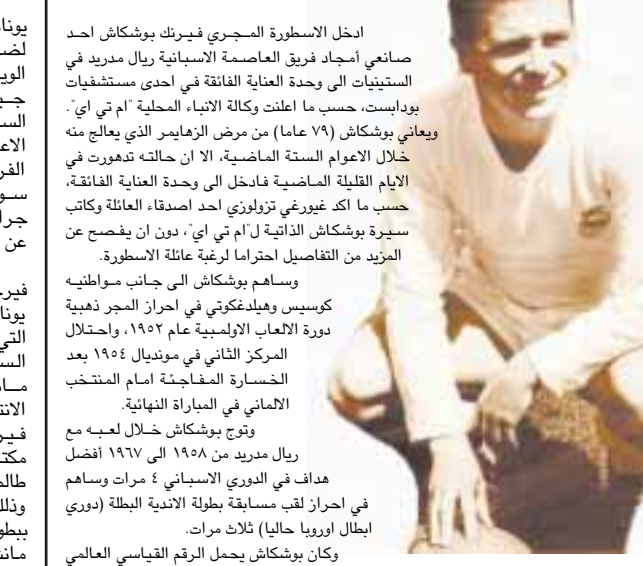 ادخل الاسطورة المجري فيرنك بوشكاش احد
صانعي أمجاد فريق العاصمة الاسبانية ريال مدريد في
الستينيات الى وحدة العناية الفائقة في احدى مستشفيات
بودابست، حسب ما اعلنت وكالة الانباء المحلية "ام تي اي".
ويعاني بوشكاش (٧٩ عاما) من مرض الزهايمر الذي يعالج منه
خلال الاعوام الستة الماضية، الا ان حالته تدهورت في
الايام القليلة الماضية فادخل الى وحدة العناية الفائقة،
حسب ما اكد غيورغي تزولوزي احد اصدقاء العائلة وكاتب
سيرة بوشكاش الذاتية ل"ام تي اي"، دون ان يفصح عن
المزيد من التفاصيل احتراما لرغبة عائلة الاسطورة.
وساهم بوشكاش الى جانب مواطنيه
كوسيس وهيلدغكوتي في احراز المجر ذهبية
دورة الالعاب الاولمبية عام ١٩٥٢، واحتلال
المركز الثاني في مونديال ١٩٥٤ بعد
الخسارة المفاجئة امام المنتخب
الالماني في المباراة النهائية.
وتوج بوشكاش خلال لعبه مع
ريال مدريد من ١٩٥٨ الى ١٩٦٧ أفضل
هداف في الدوري الاسباني ٤ مرات وساهم
في احراز لقب مسابقة بطولة الاندية البطلة (دوري
ابطال اوروبا حاليا) ثلاث مرات.
وكان بوشكاش يحمل الرقم القياسي العالمي